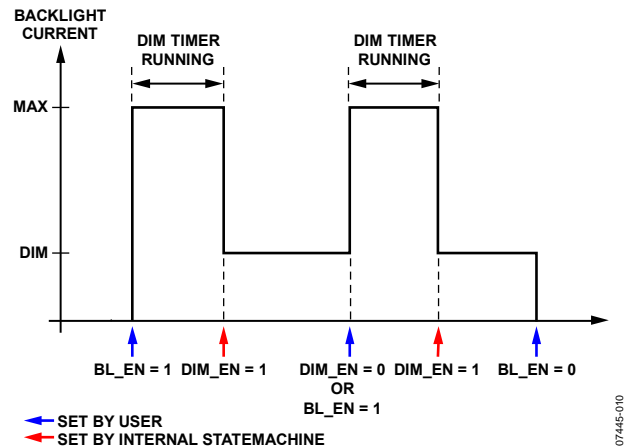 BACKLIGHT
CURRENT
DIM TIMER
RUNNING
DIM TIMER
RUNNING
MAX
DIM
BL_EN = 1
DIM_EN = 1
DIM_EN = 0
OR
BL_EN = 1
DIM_EN = 1
BL_EN = 0
SET BY USER
SET BY INTERNAL STATEMACHINE
07445-010